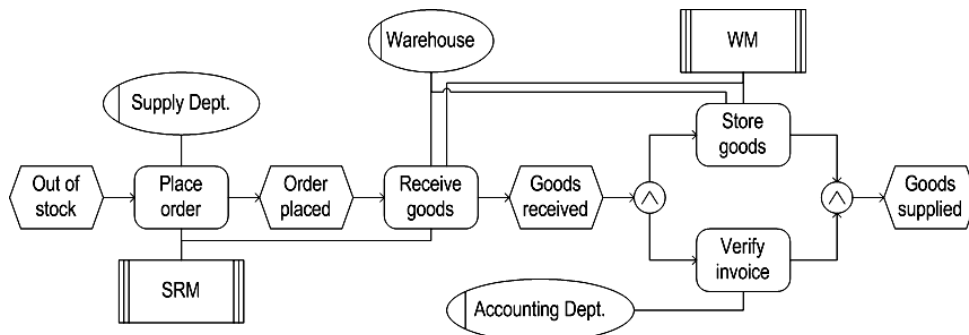 Warehouse
WM
Supply Dept.
Store
goods
Out of
stock
Place
order
Order
placed
Receive
goods
Goods
received
Goods
supplied
Verify
invoice
SRM
Accounting Dept.